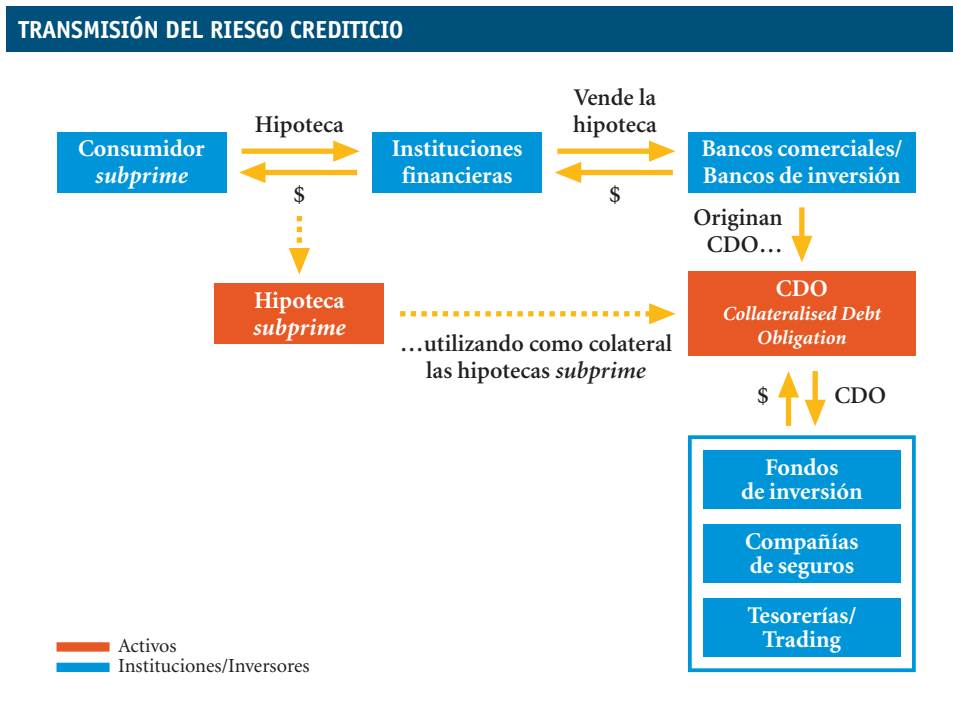 TRANSMISIÓN DEL RIESGO CREDITICIO
Consumidor
subprime
Hipoteca
$
Instituciones
financieras
Vende la
hipoteca
$
Bancos comerciales/
Bancos de inversión
Originan
CDO…
Hipoteca
subprime
…utilizando como colateral
las hipotecas subprime
CDO
Collateralised Debt
Obligation
$
CDO
Fondos
de inversión
Compañías
de seguros
Tesorerías/
Trading
Activos
Instituciones/Inversores